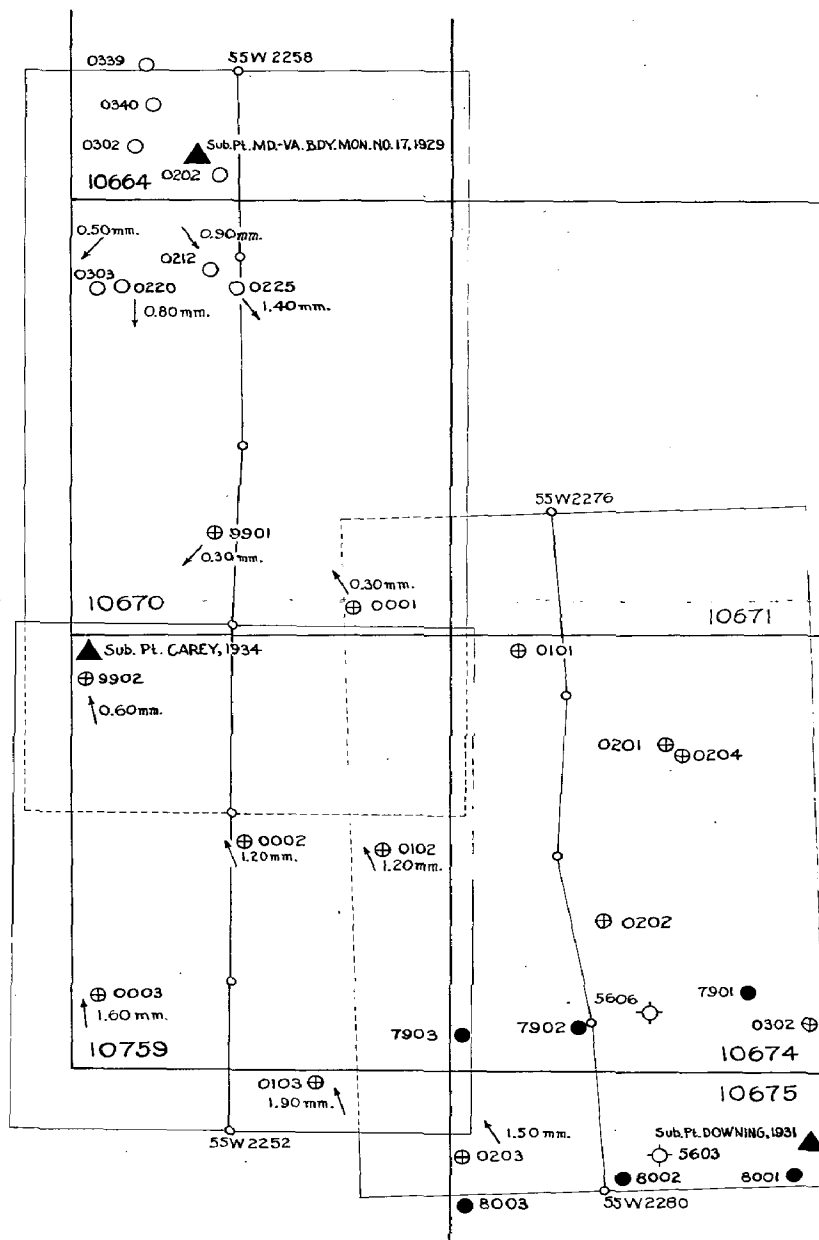 0339
55W2258
0340
0302
Sub.Pt.MD.-VA.BDY.MON.NO.17,1929
10664
0202
0.50mm.
0.90mm.
0212
0303
0220
0225
0.80mm.
1.40mm.
55W2276
9901
0.30mm.
0.30mm.
10670
0001
10671
Sub. Pt. CAREY, 1934
0101
9902
0.60mm.
0201
0204
0002
1.20mm.
0102
1.20mm.
0202
0003
1.60mm.
5606
7901
7903
7902
0302
10759
10674
0103
1.90mm.
10675
55W2252
1.50mm.
Sub.Pt.DOWNING,1931
0203
5603
8002
8001
8003
55W2280